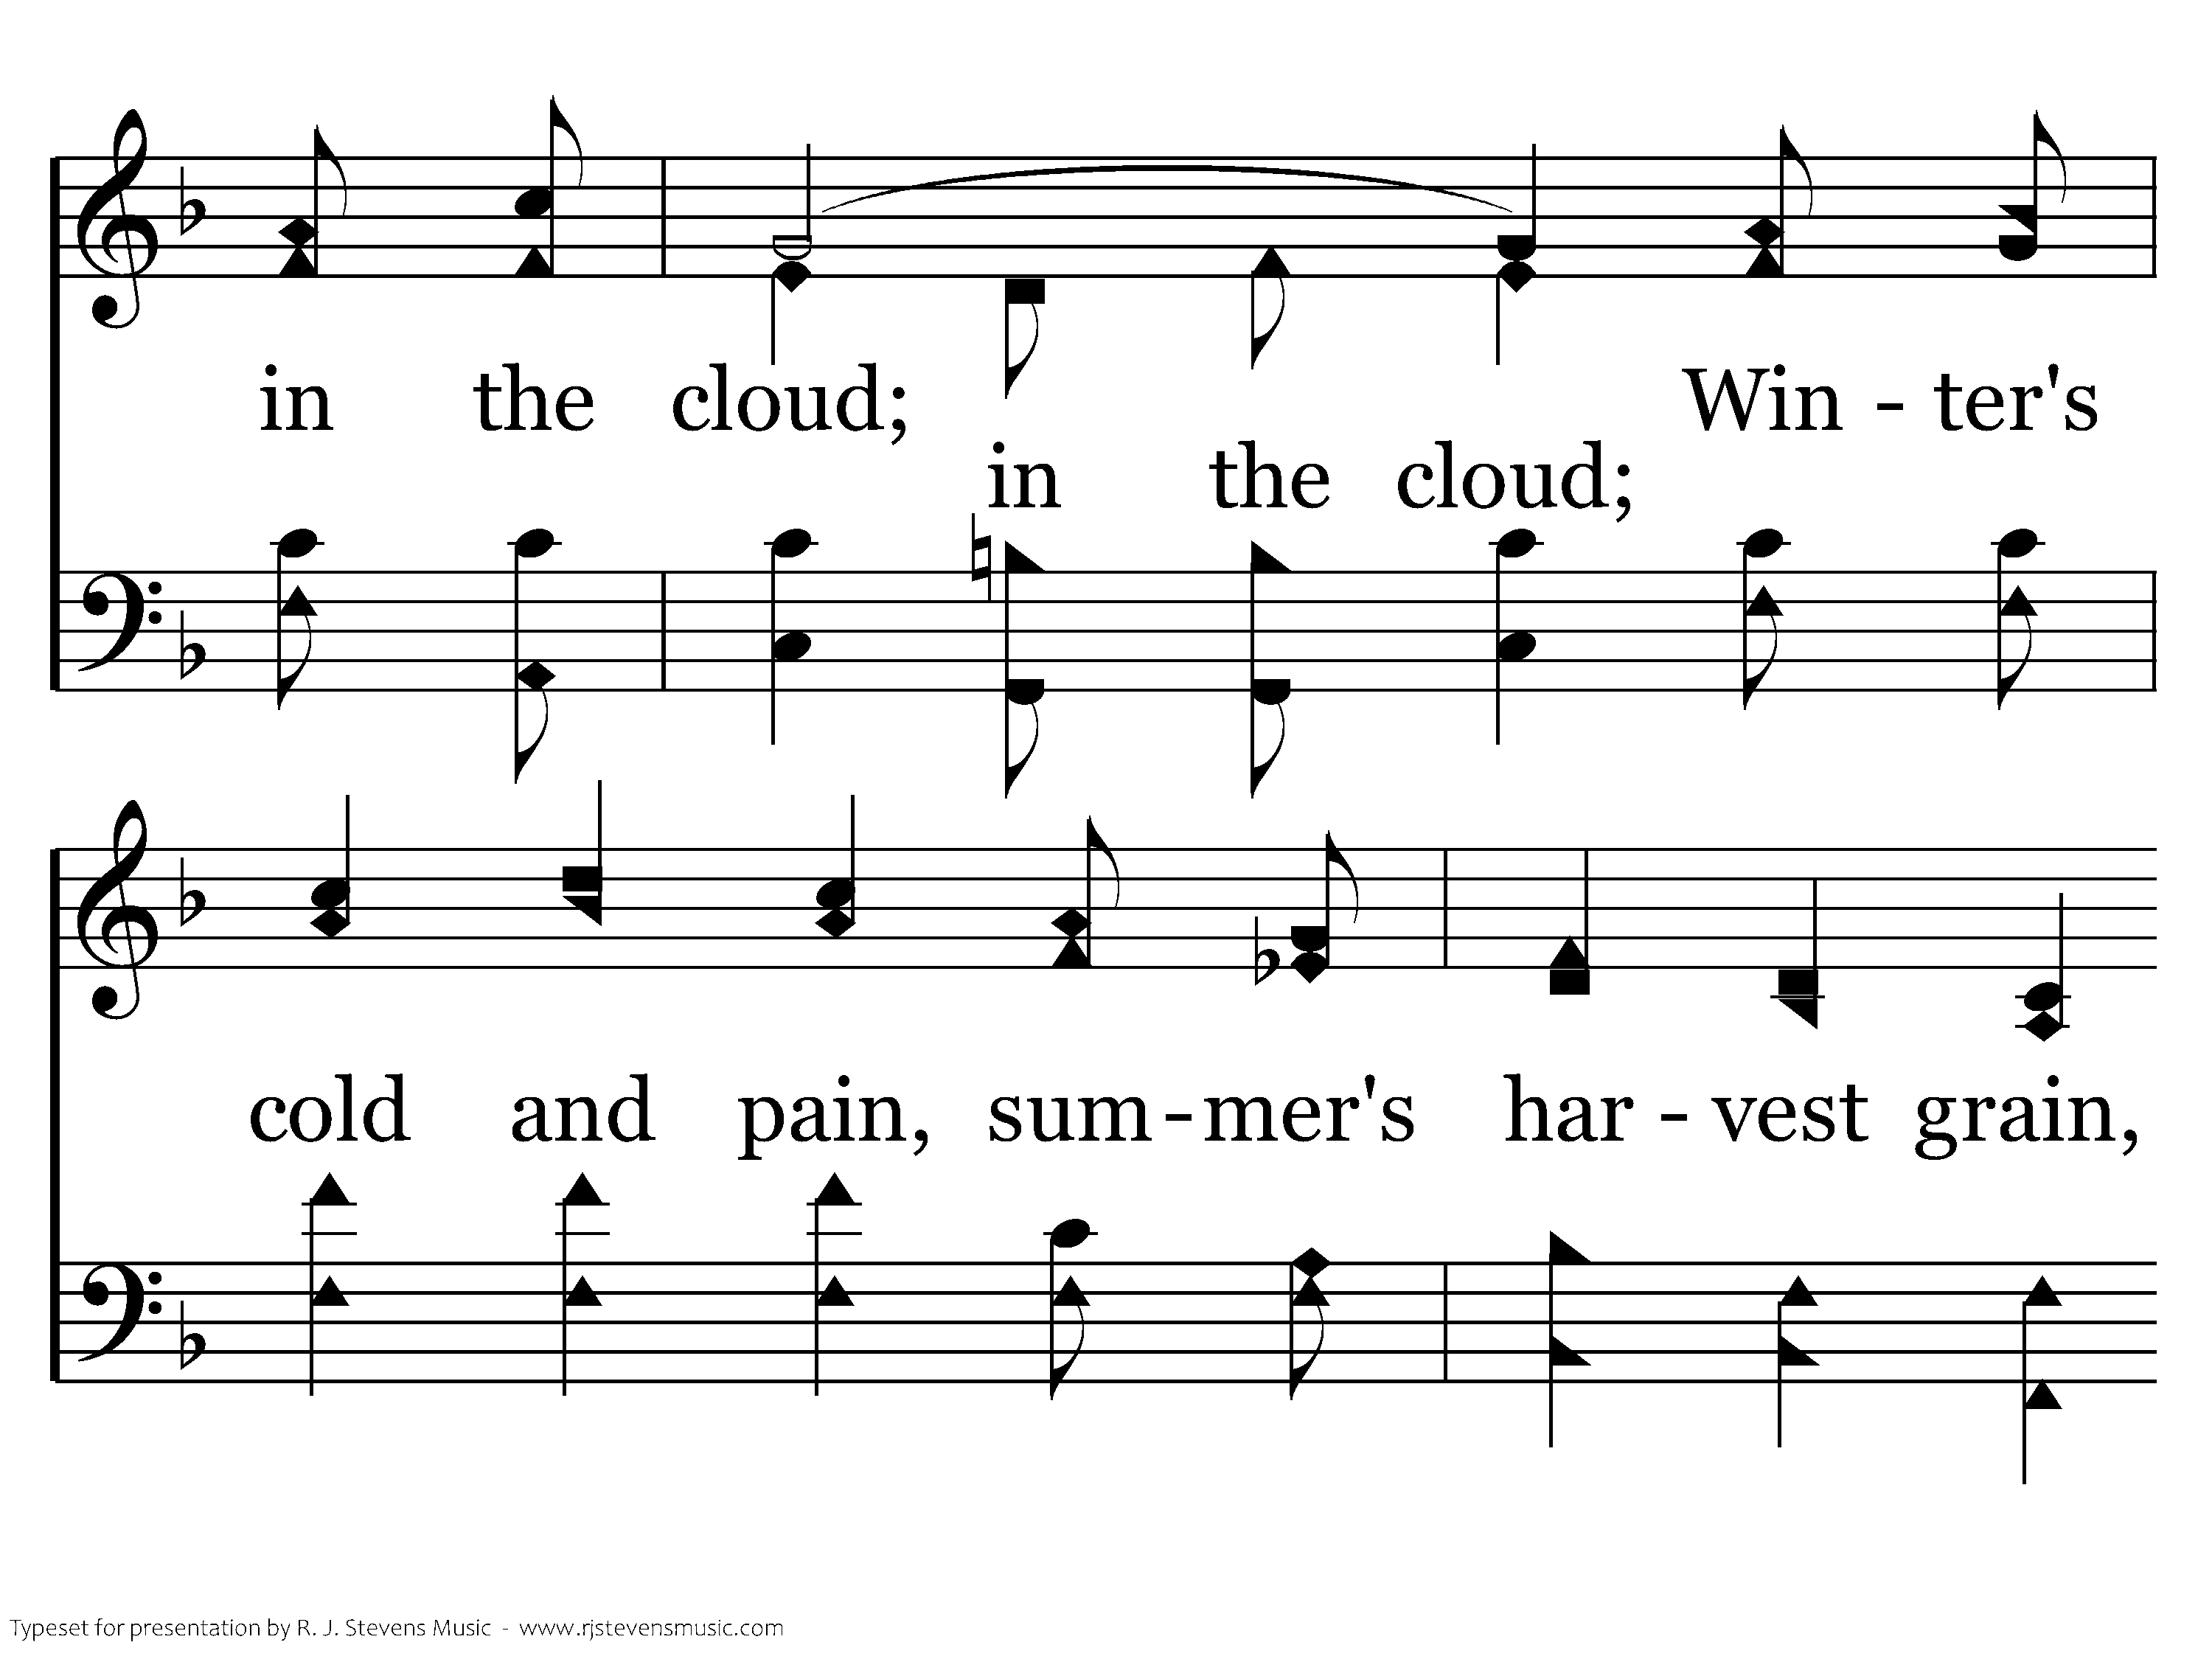 in the cloud; Win - ter's
in the cloud;
cold and pain, sum - mer's har - vest grain,
Typeset for presentation by R. J. Stevens Music - www.rjstevensmusic.com